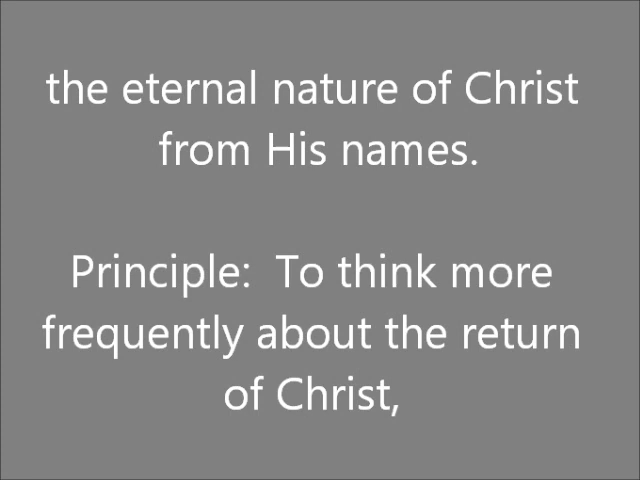 the eternal nature of Christ
from His names.
Principle:  To think more
frequently about the return
of Christ,